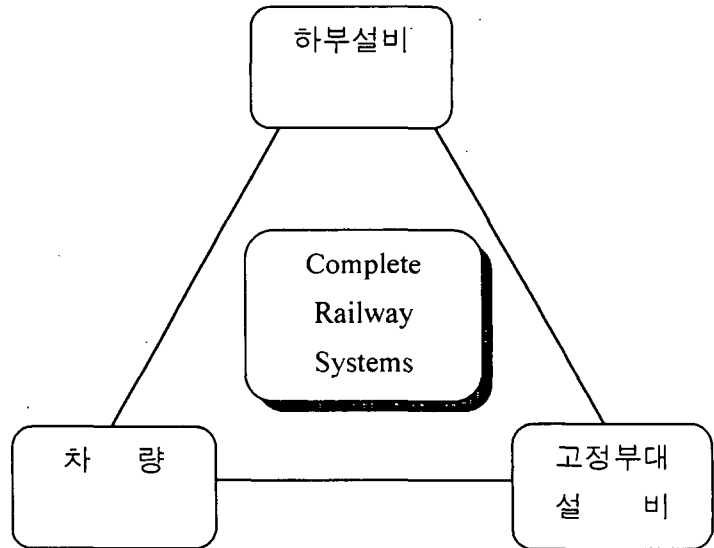 하부설비
Complete
Railway
Systems
차 량
고정부대
설 비